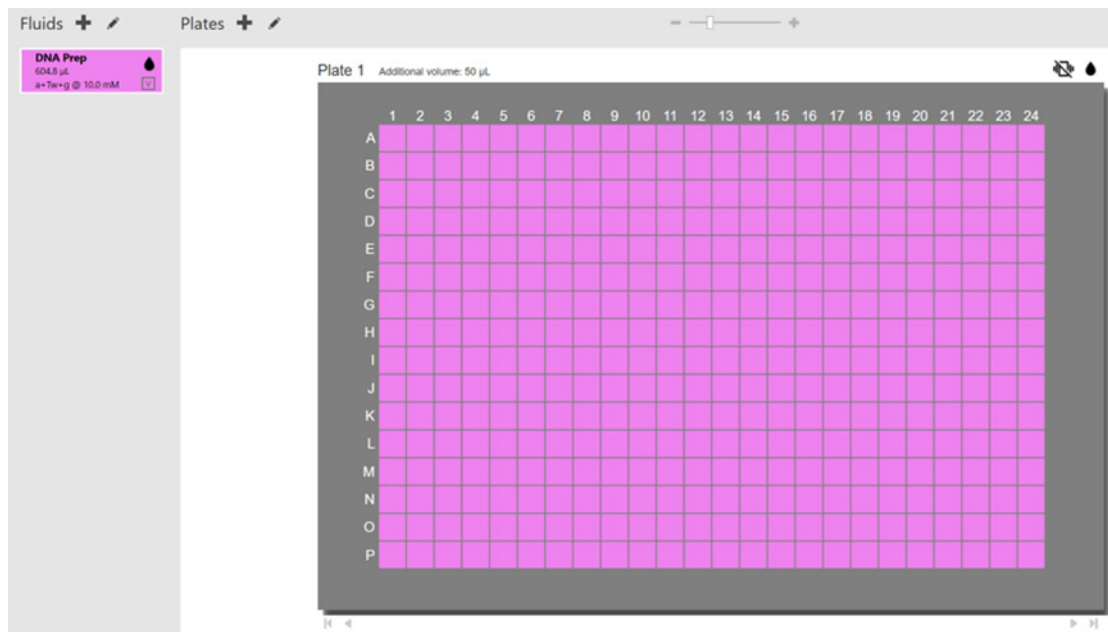 Fluids
Plates
DNA Prep
604.8 µL
a+Tw+g @ 10.0 mM
V
Plate 1 Additional volume: 50 µL
1 2 3 4 5 6 7 8 9 10 11 12 13 14 15 16 17 18 19 20 21 22 23 24
A
B
C
D
E
F
G
H
I
J
K
L
M
N
O
P